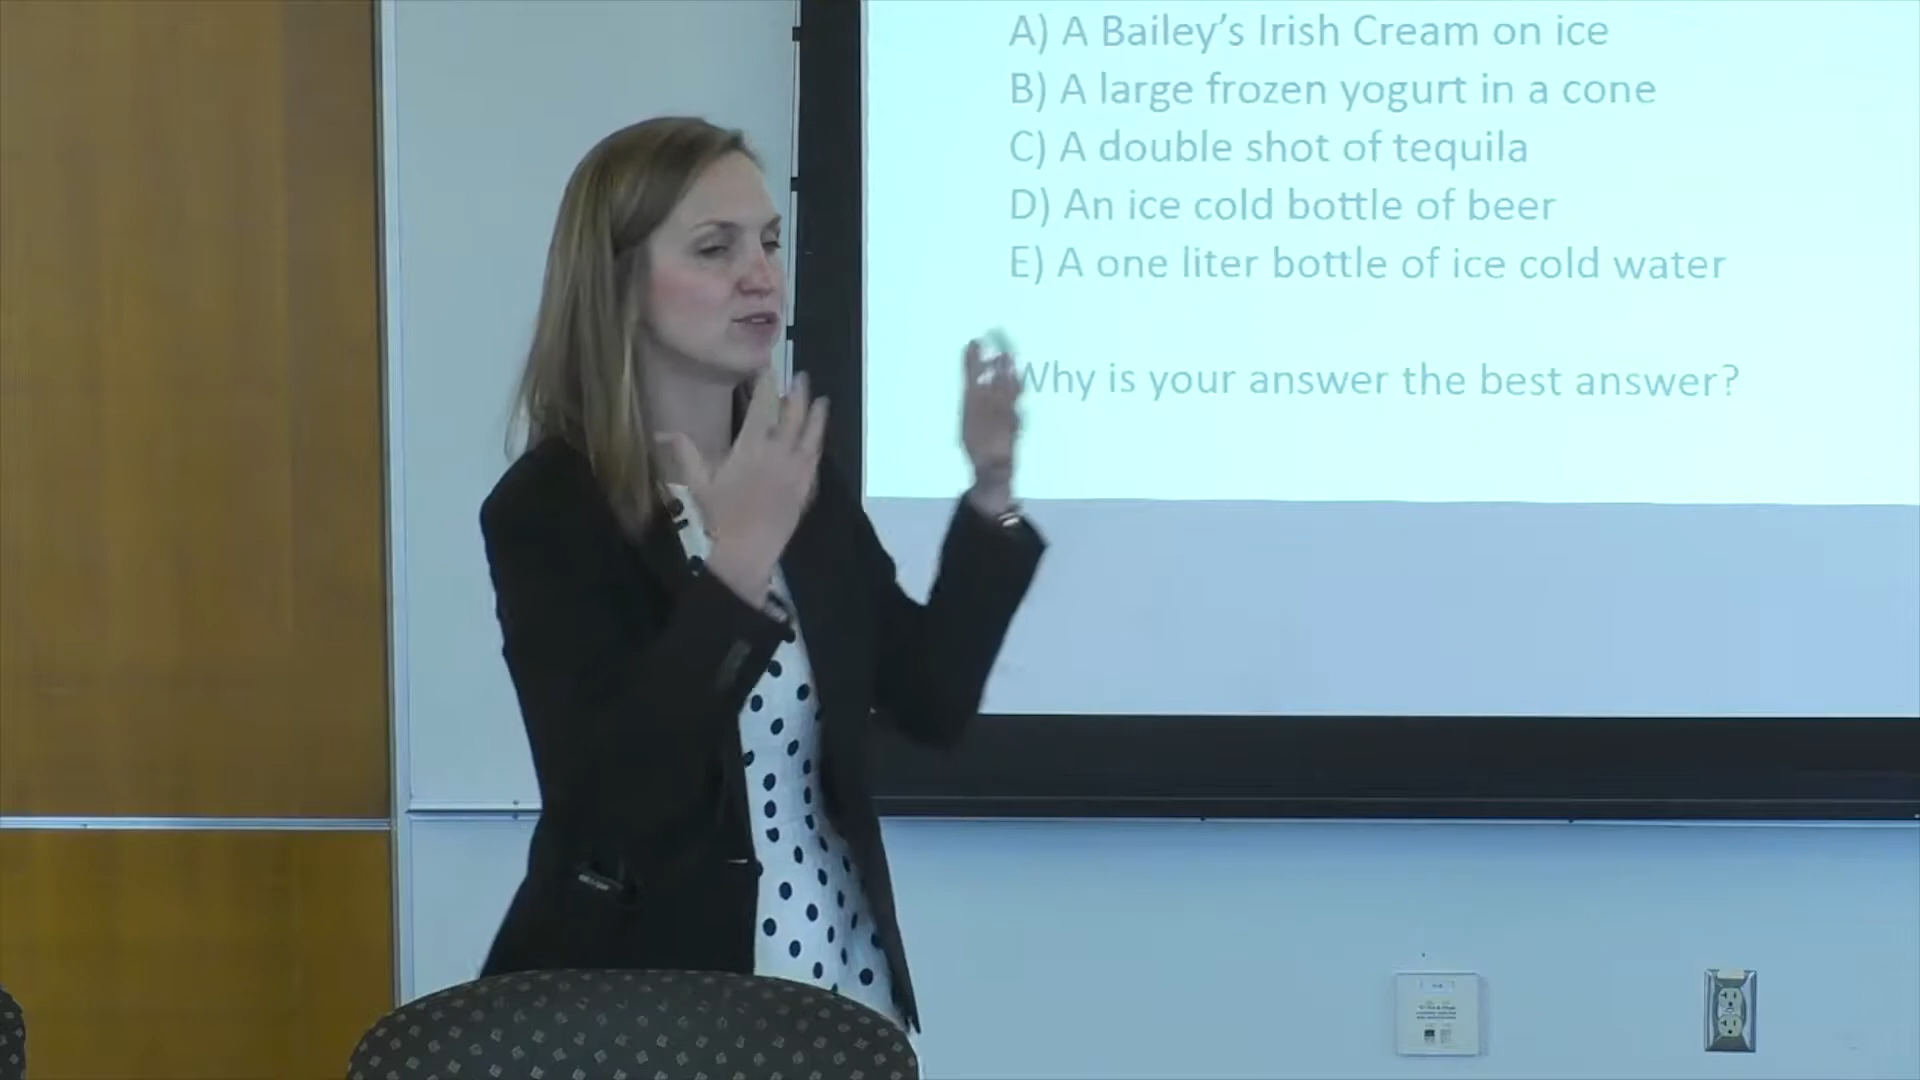 A) A Bailey’s Irish Cream on ice
B) A large frozen yogurt in a cone
C) A double shot of tequila
D) An ice cold bottle of beer
E) A one liter bottle of ice cold water
Why is your answer the best answer?